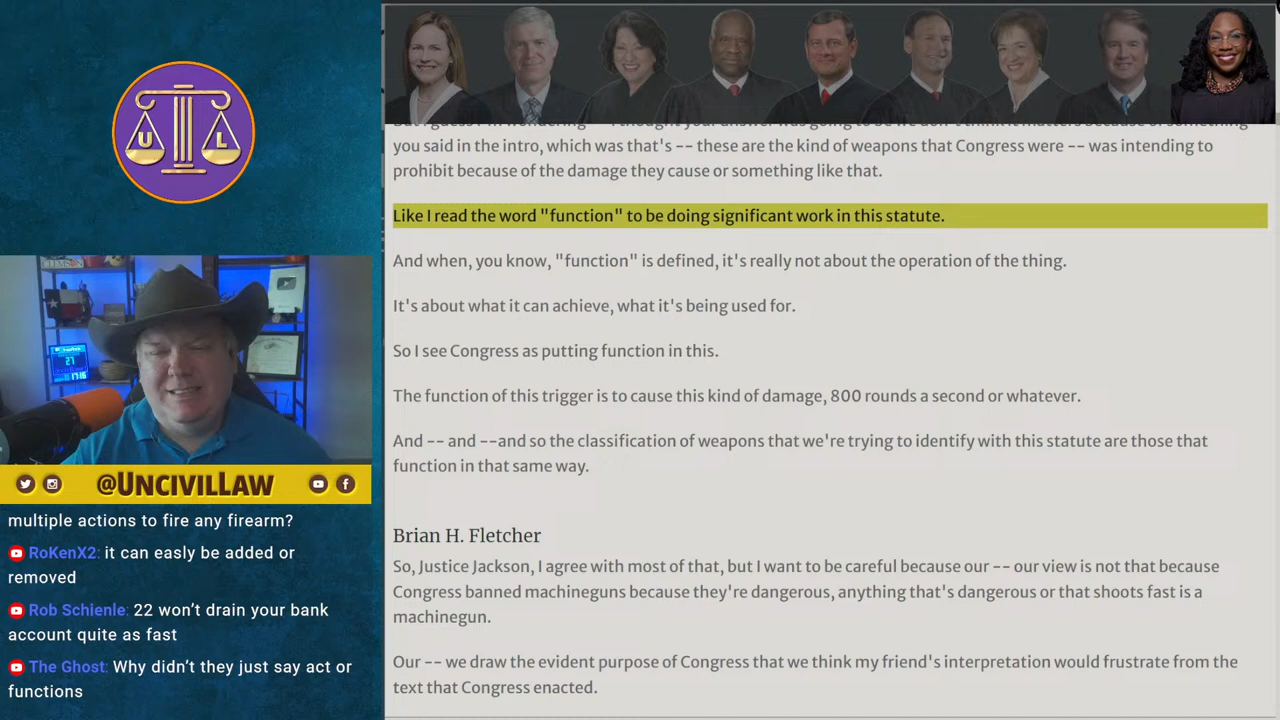 U L
CLEMSON
27
17:16
@UNCIVILLAW
multiple actions to fire any firearm?
RoKenX2: it can easly be added or
removed
Rob Schienle: 22 won’t drain your bank
account quite as fast
The Ghost: Why didn’t they just say act or
functions
you said in the intro, which was that's -- these are the kind of weapons that Congress were -- was intending to
prohibit because of the damage they cause or something like that.
Like I read the word "function" to be doing significant work in this statute.
And when, you know, "function" is defined, it's really not about the operation of the thing.
It's about what it can achieve, what it's being used for.
So I see Congress as putting function in this.
The function of this trigger is to cause this kind of damage, 800 rounds a second or whatever.
And -- and --and so the classification of weapons that we're trying to identify with this statute are those that
function in that same way.
Brian H. Fletcher
So, Justice Jackson, I agree with most of that, but I want to be careful because our -- our view is not that because
Congress banned machineguns because they're dangerous, anything that's dangerous or that shoots fast is a
machinegun.
Our -- we draw the evident purpose of Congress that we think my friend's interpretation would frustrate from the
text that Congress enacted.